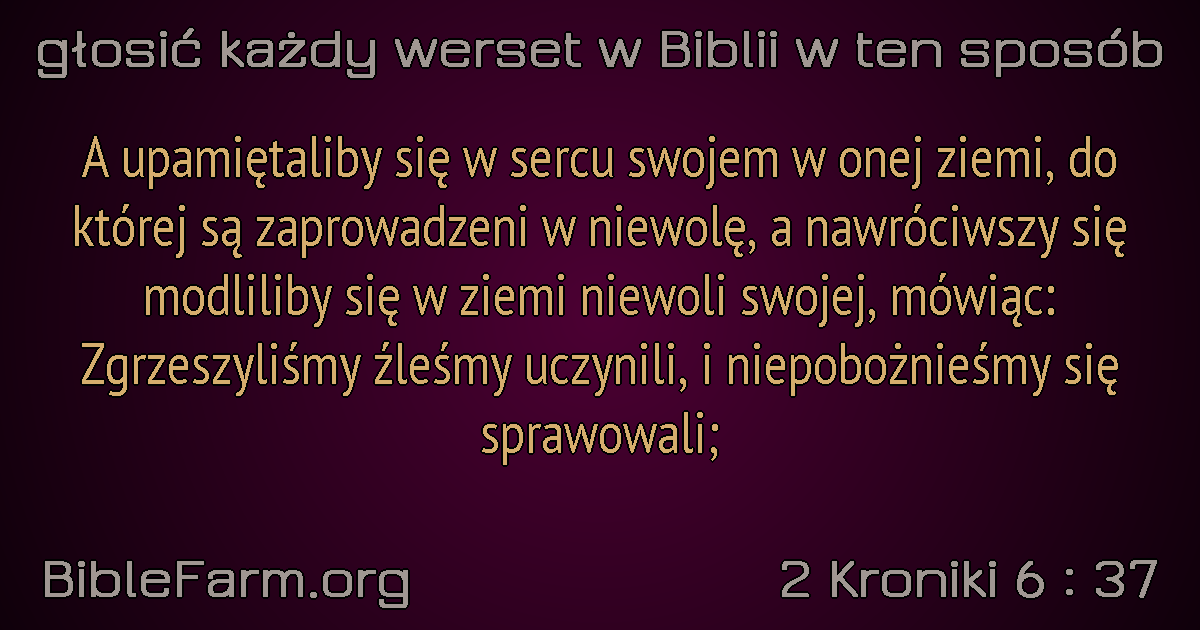 głosić każdy werset w Biblii w ten sposób
A upamiętaliby się w sercu swojem w onej ziemi, do
której są zaprowadzeni w niewolę, a nawróciwszy się
modliliby się w ziemi niewoli swojej, mówiąc:
Zgrzeszyliśmy źleśmy uczynili, i niepobożnieśmy się
sprawowali;
BibleFarm.org
2 Kroniki 6 : 37